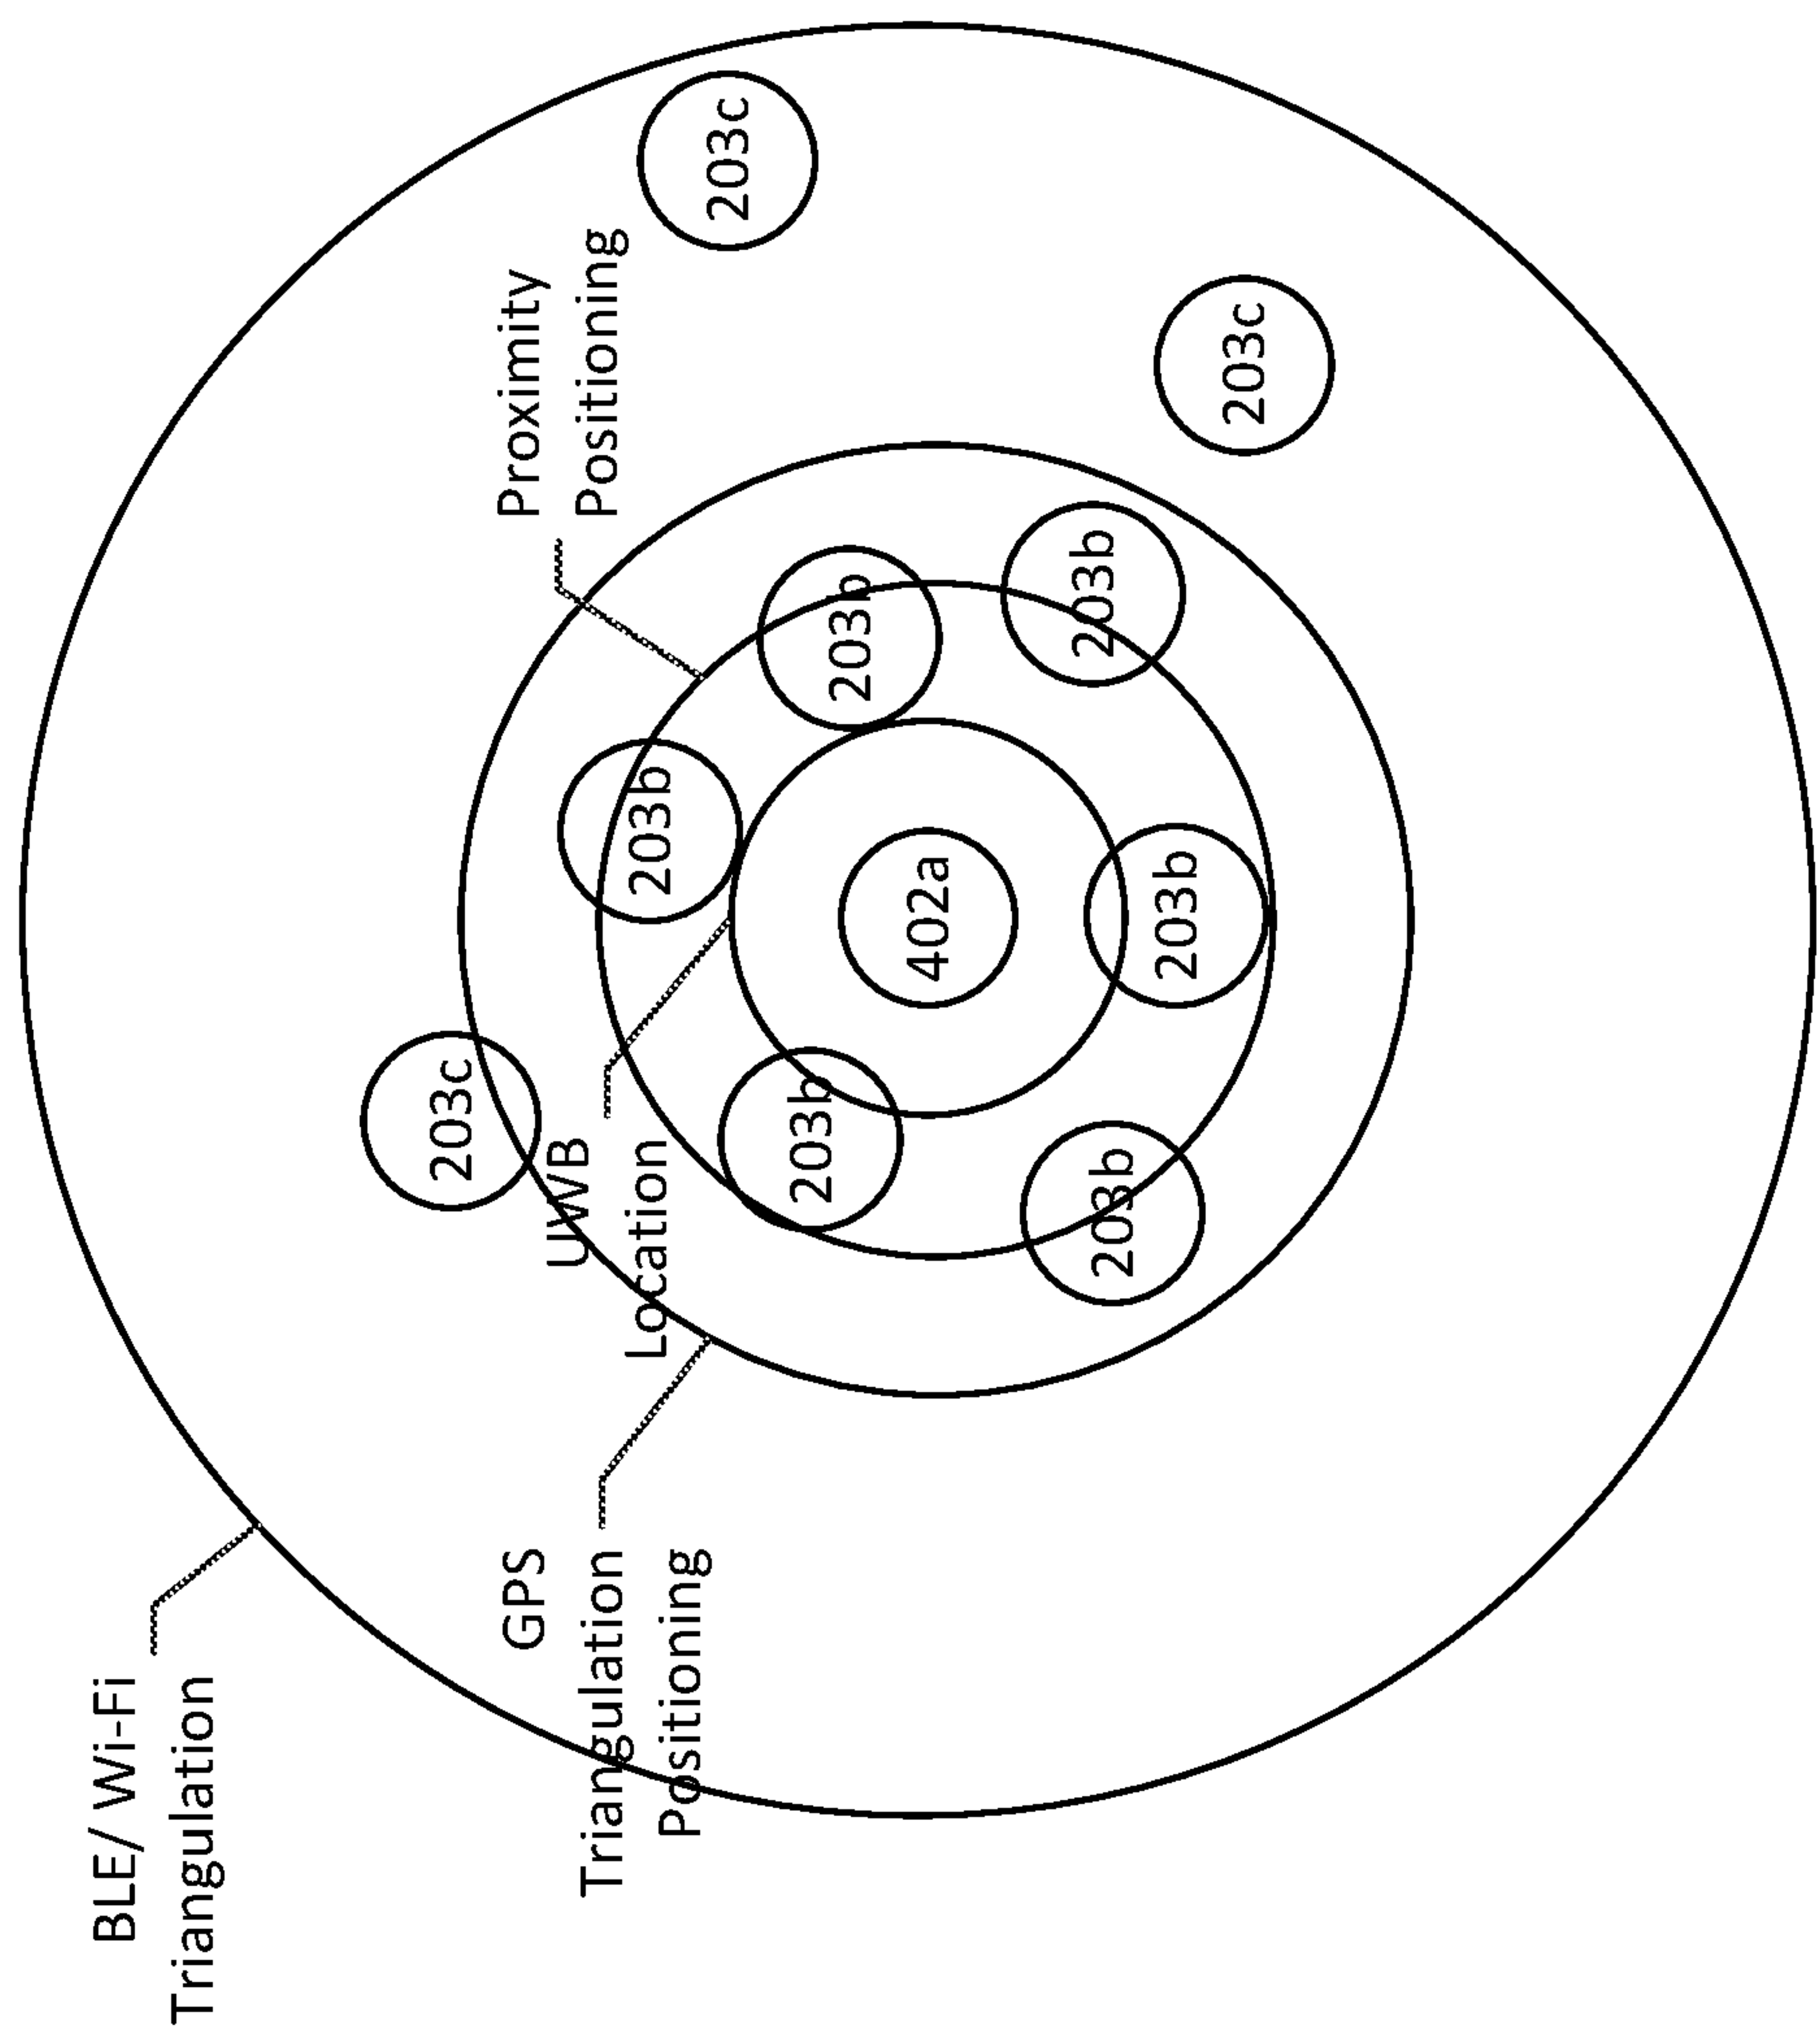 BLE/ Wi-Fi
Triangulation
203c
GPS
Triangulation
Positioning
UWB
Location
Proximity
Positioning
203b
203c
203b
203b
402a
203b
203b
203b
203c